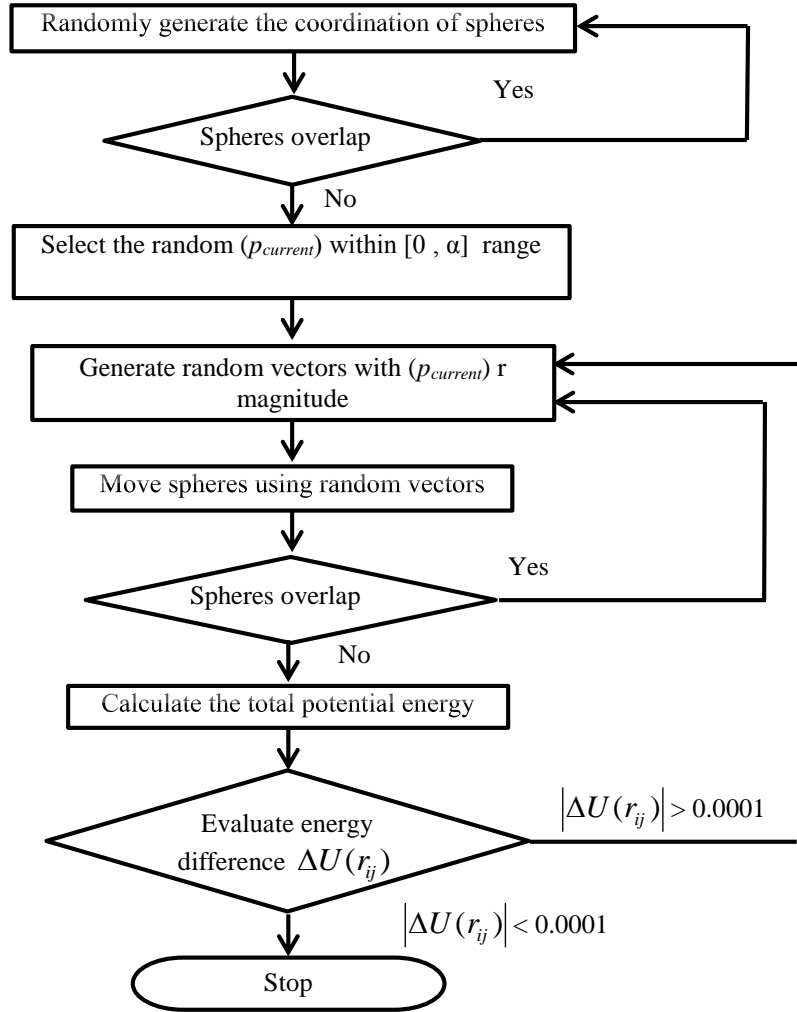 Randomly generate the coordination of spheres
Yes
Spheres overlap
No
Select the random (p_current) within [0 , α] range
Generate random vectors with (p_current) r
magnitude
Move spheres using random vectors
Yes
Spheres overlap
No
Calculate the total potential energy
|ΔU(r_ij)| > 0.0001
Evaluate energy
difference ΔU(r_ij)
|ΔU(r_ij)| < 0.0001
Stop